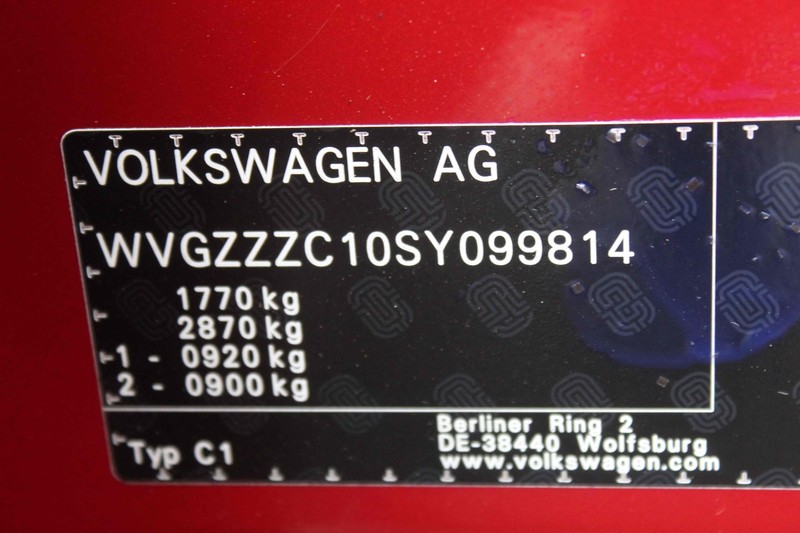 VOLKSWAGEN AG
WVGZZZC10SY099814
1770 kg
2870 kg
1 - 0920 kg
2 - 0900 kg
Typ C1
Berliner Ring 2
DE-38440 Wolfsburg
www.volkswagen.com